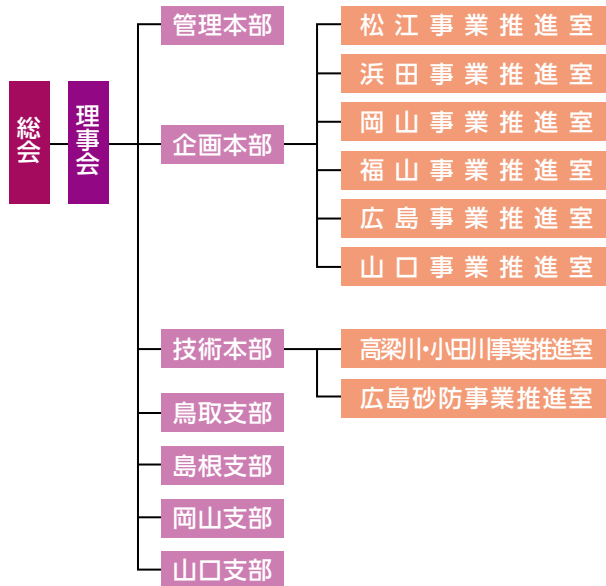 総会
理事会
管理本部
企画本部
松江事業推進室
浜田事業推進室
岡山事業推進室
福山事業推進室
広島事業推進室
山口事業推進室
技術本部
高梁川・小田川事業推進室
広島砂防事業推進室
鳥取支部
島根支部
岡山支部
山口支部